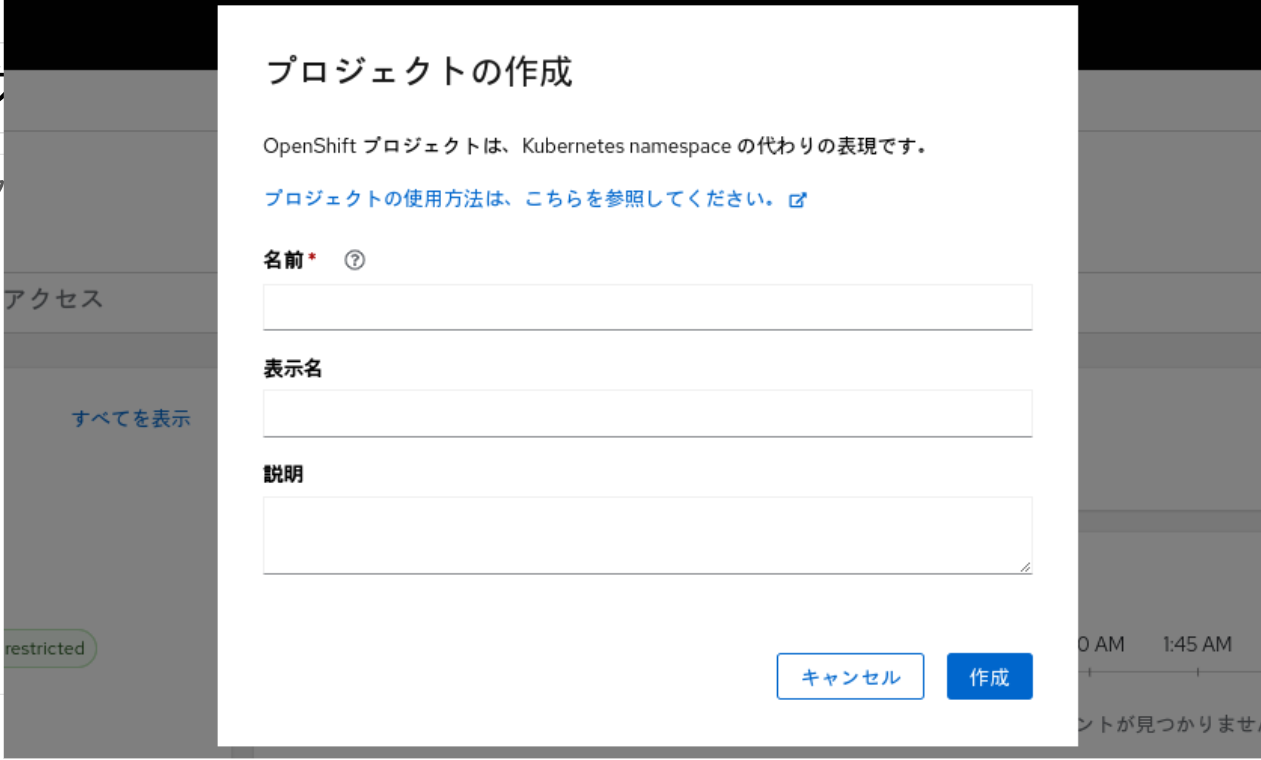 プロジェクトの作成
OpenShift プロジェクトは、Kubernetes namespace の代わりの表現です。
プロジェクトの使用方法は、こちらを参照してください。
名前*
アクセス
表示名
すべてを表示
説明
restricted
キャンセル 作成
AM 1:45 AM
ントが見つかりませ